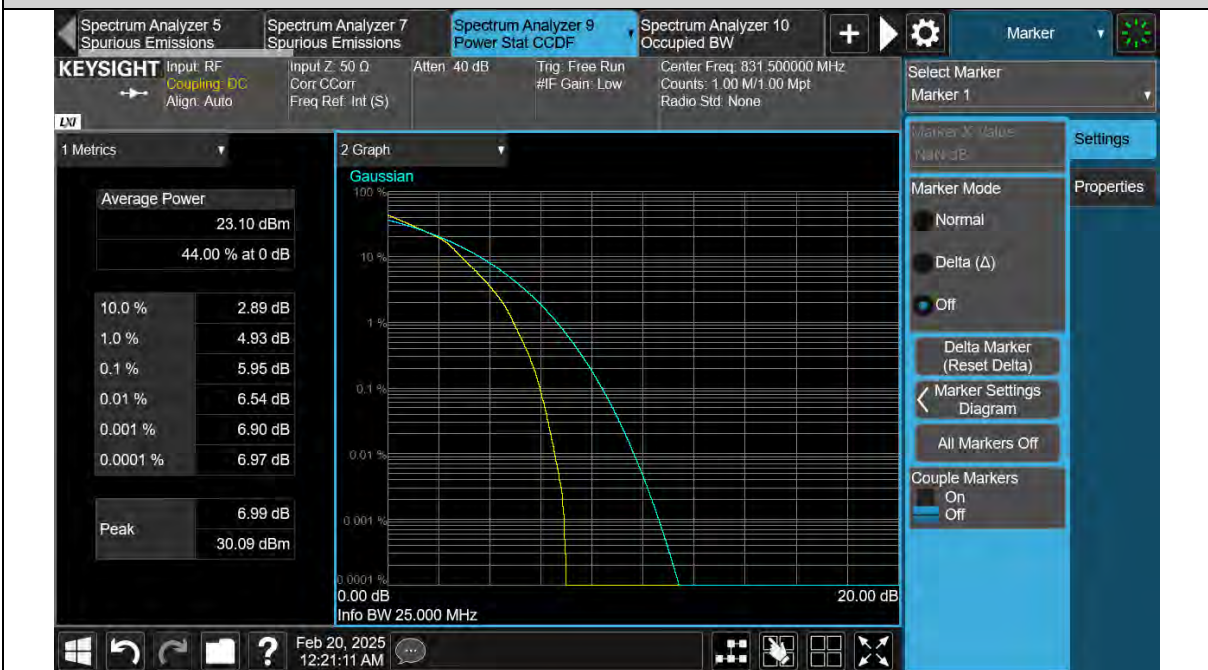 Spectrum Analyzer 5
Spurious Emissions
Spectrum Analyzer 7
Spurious Emissions
Spectrum Analyzer 9
Power Stat CCDF
Spectrum Analyzer 10
Occupied BW
+
Marker
KEYSIGHT
LXI
Input: RF
Coupling: DC
Align: Auto
Input Z: 50 Ω
Corr CCorr
Freq Ref: Int (S)
Atten: 40 dB
Trig: Free Run
#IF Gain: Low
Center Freq: 831.500000 MHz
Counts: 1.00 M/1.00 Mpt
Radio Std: None
Select Marker
Marker 1
Marker X Value
NaN dB
Settings
Properties
Marker Mode
Normal
Delta (Δ)
Off
Delta Marker
(Reset Delta)
Marker Settings
Diagram
All Markers Off
Couple Markers
On
Off
1 Metrics
Average Power
23.10 dBm
44.00 % at 0 dB
10.0 % 2.89 dB
1.0 % 4.93 dB
0.1 % 5.95 dB
0.01 % 6.54 dB
0.001 % 6.90 dB
0.0001 % 6.97 dB
Peak
6.99 dB
30.09 dBm
2 Graph
Gaussian
100 %
10 %
1 %
0.1 %
0.01 %
0.001 %
0.0001 %
0.00 dB 20.00 dB
Info BW 25.000 MHz
?
Feb 20, 2025
12:21:11 AM